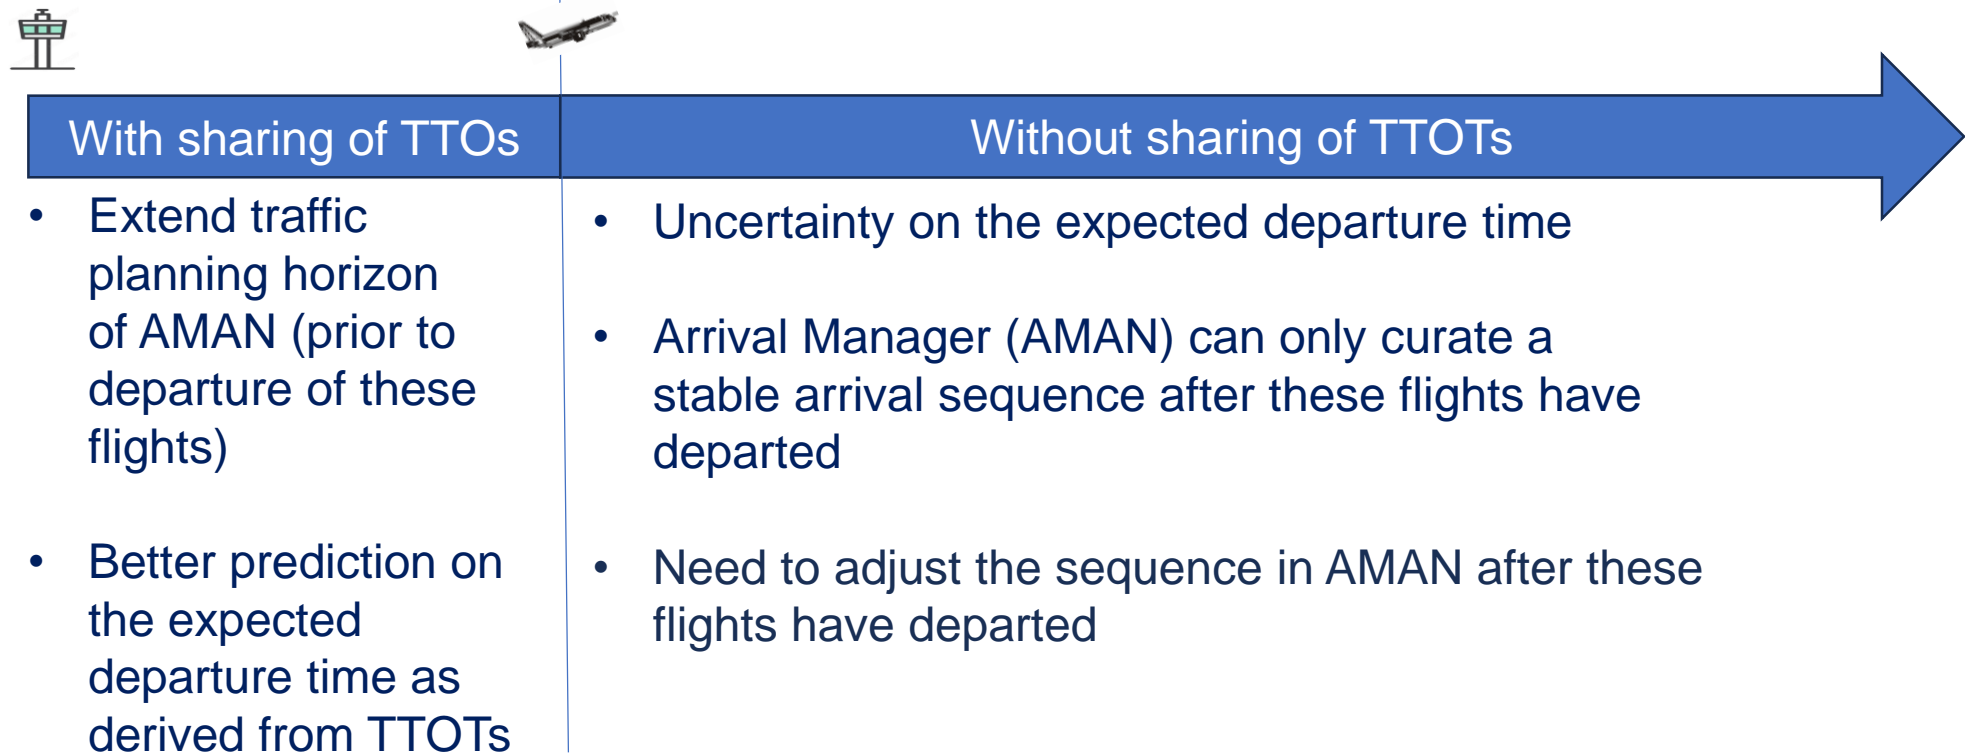 With sharing of TTOs
Without sharing of TTOTs
• Extend traffic
planning horizon
of AMAN (prior to
departure of these
flights)
• Better prediction on
the expected
departure time as
derived from TTOTs
• Uncertainty on the expected departure time
• Arrival Manager (AMAN) can only curate a
stable arrival sequence after these flights have
departed
• Need to adjust the sequence in AMAN after these
flights have departed